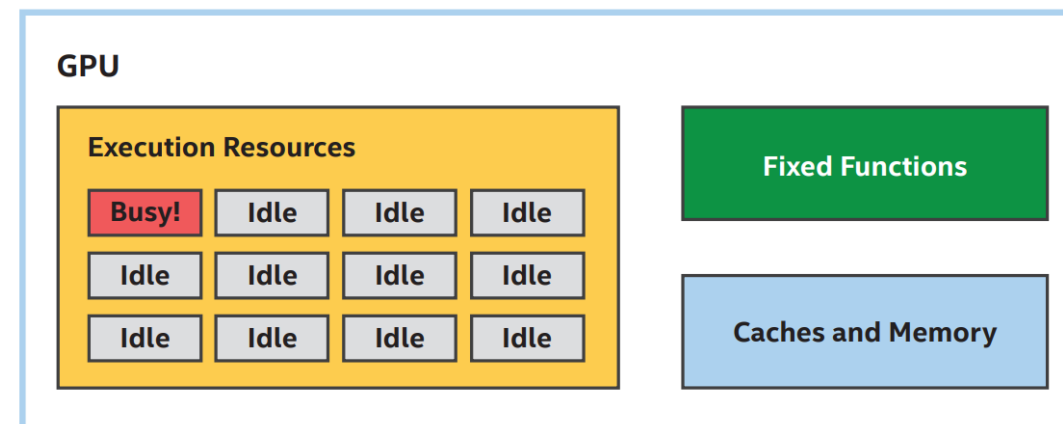 GPU
Execution Resources
Busy! Idle Idle Idle
Idle Idle Idle Idle
Idle Idle Idle Idle
Fixed Functions
Caches and Memory